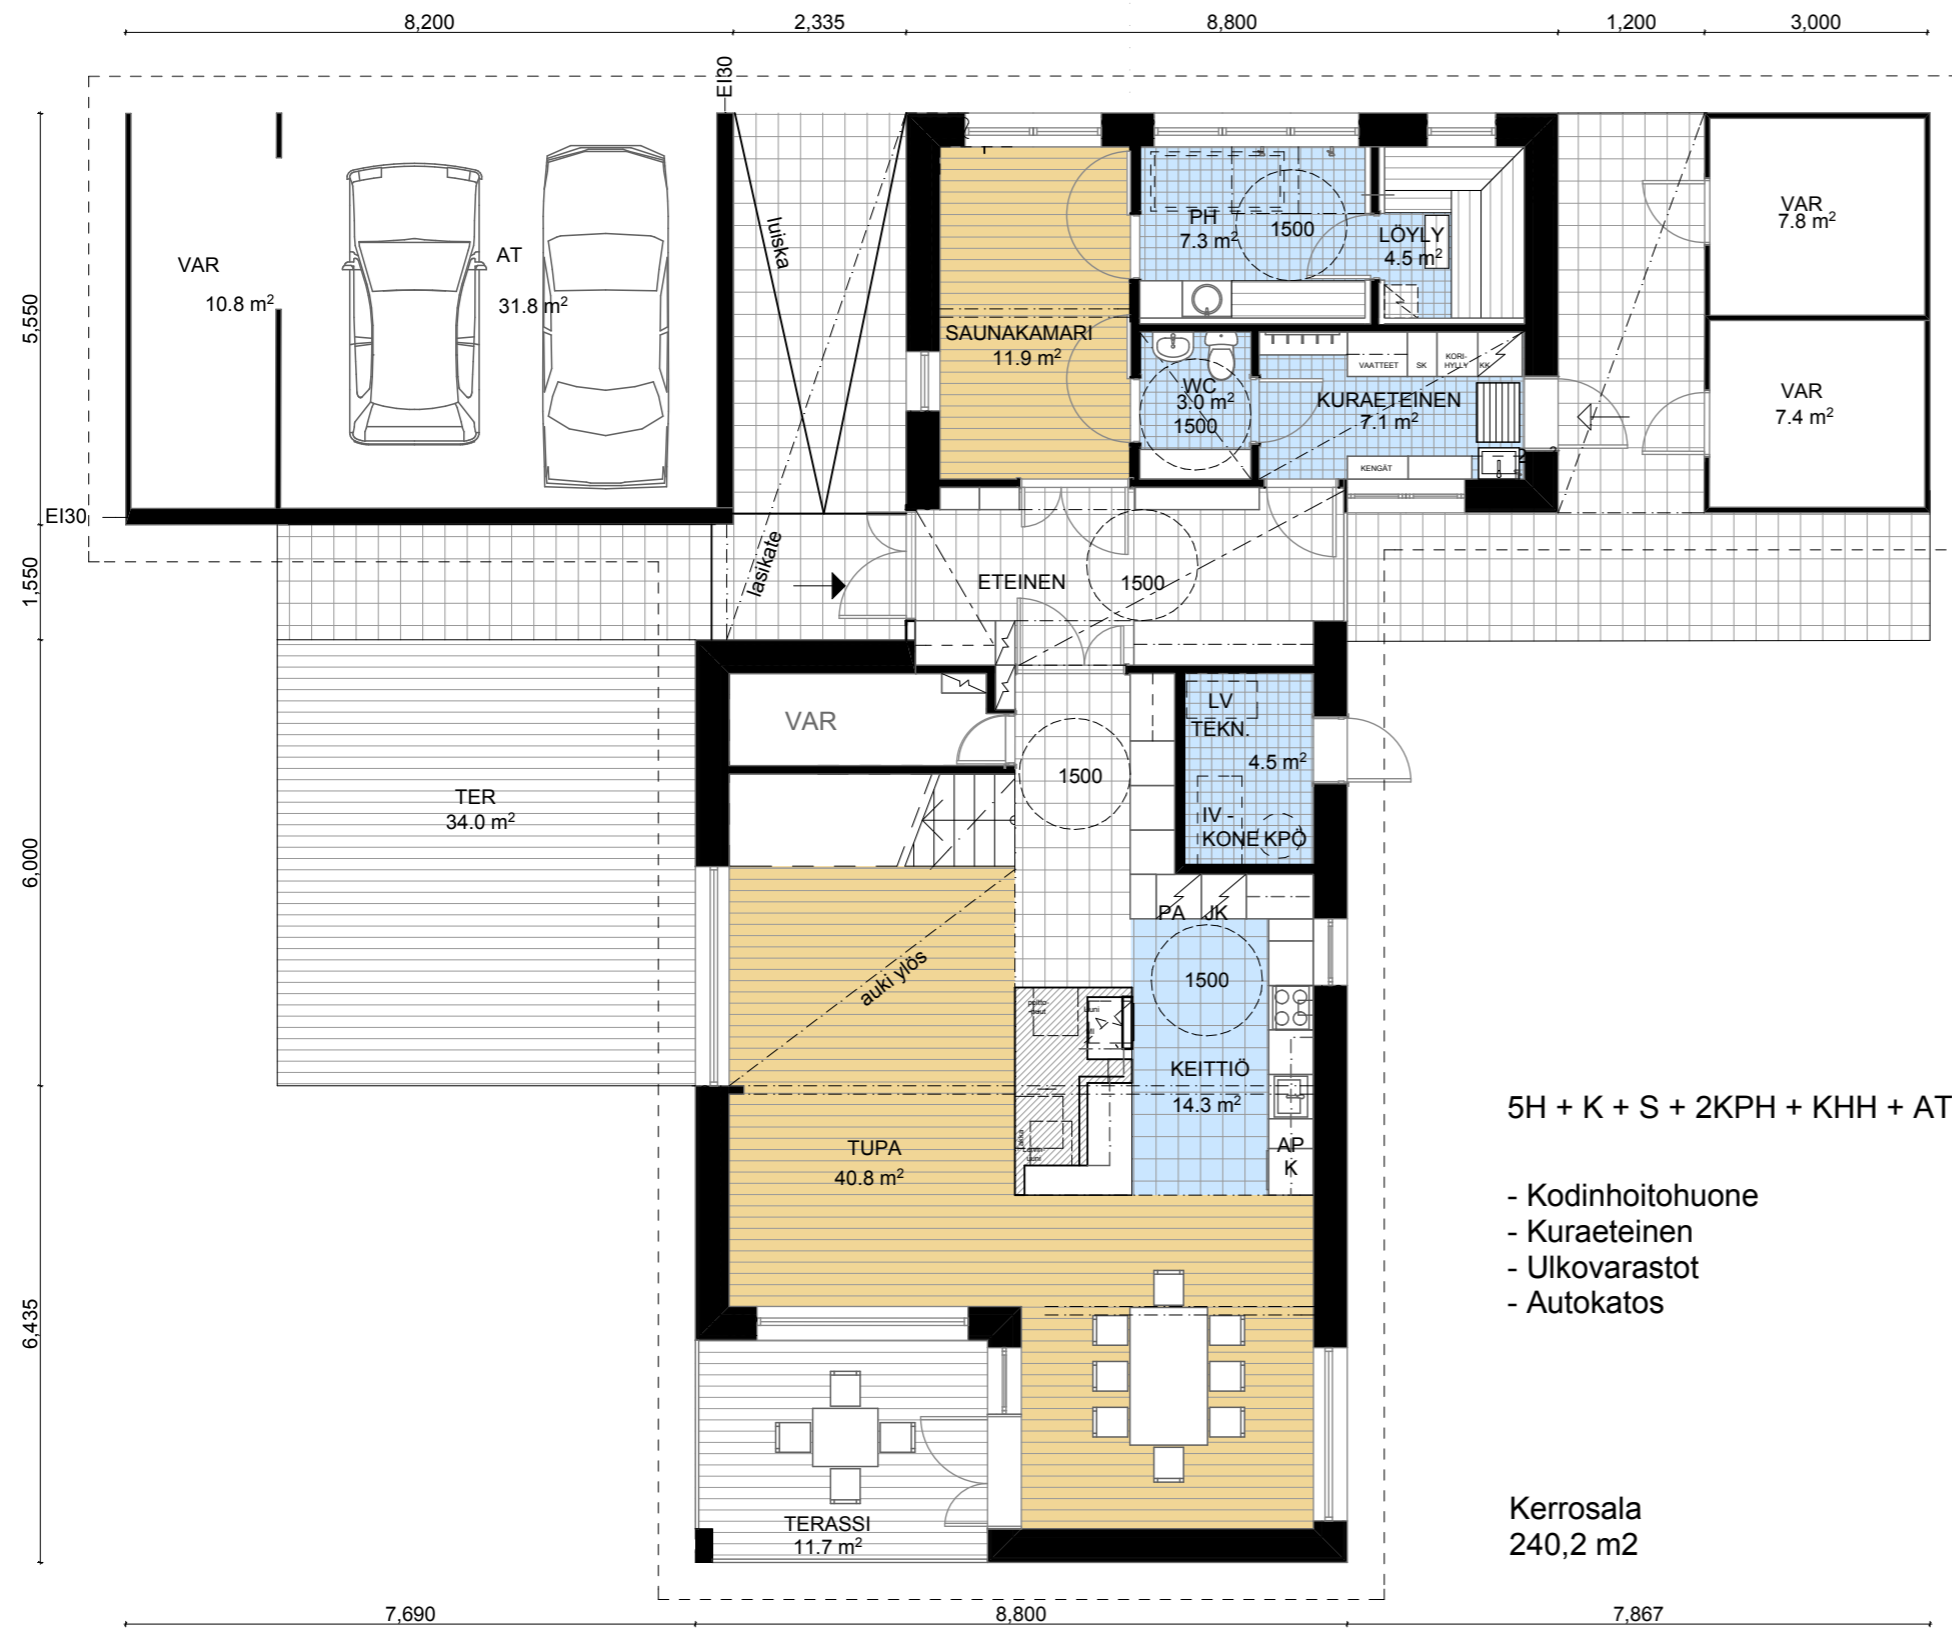 8,200
2,335
8,800
1,200
3,000
EI30
5,550
1,550
6,000
6,435
EI30
VAR
10.8 m²
AT
31.8 m²
luiska
lasikate
SAUNAKAMARI
11.9 m²
PH
7.3 m²
1500
LÖYLY
4.5 m²
WC
3.0 m²
1500
VAATTEET
SK
KORI-
HYLLY
KK
KURAETEINEN
7.1 m²
KENGÄT
VAR
7.8 m²
VAR
7.4 m²
ETEINEN
1500
VAR
1500
LV
TEKN.
4.5 m²
IV -
KONE KPÖ
TER
34.0 m²
auki ylös
PA JK
1500
KEITTIÖ
14.3 m²
AP
K
TUPA
40.8 m²
TERASSI
11.7 m²
5H + K + S + 2KPH + KHH + AT
- Kodinhoitohuone
- Kuraeteinen
- Ulkovarastot
- Autokatos
Kerrosala
240,2 m2
7,690
8,800
7,867